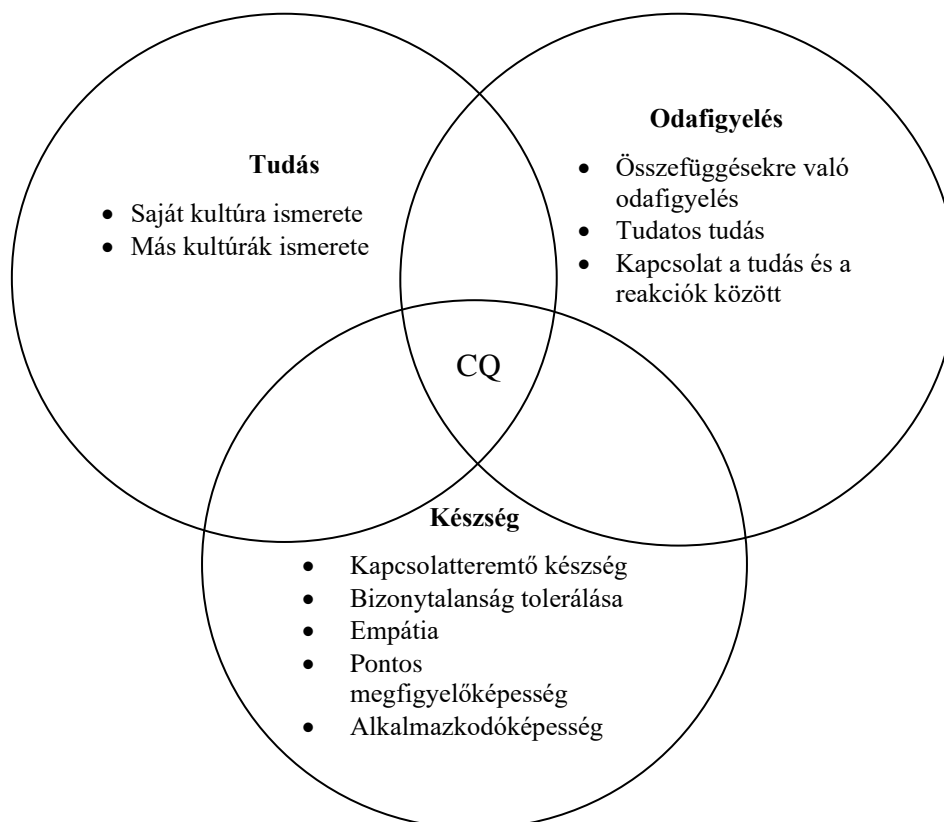 Tudás
• Saját kultúra ismerete
• Más kultúrák ismerete
Odafigyelés
• Összefüggésekre való
odafigyelés
• Tudatos tudás
• Kapcsolat a tudás és a
reakciók között
CQ
Készség
• Kapcsolatteremtő készség
• Bizonytalanság tolerálása
• Empátia
• Pontos
megfigyelőképesség
• Alkalmazkodóképesség